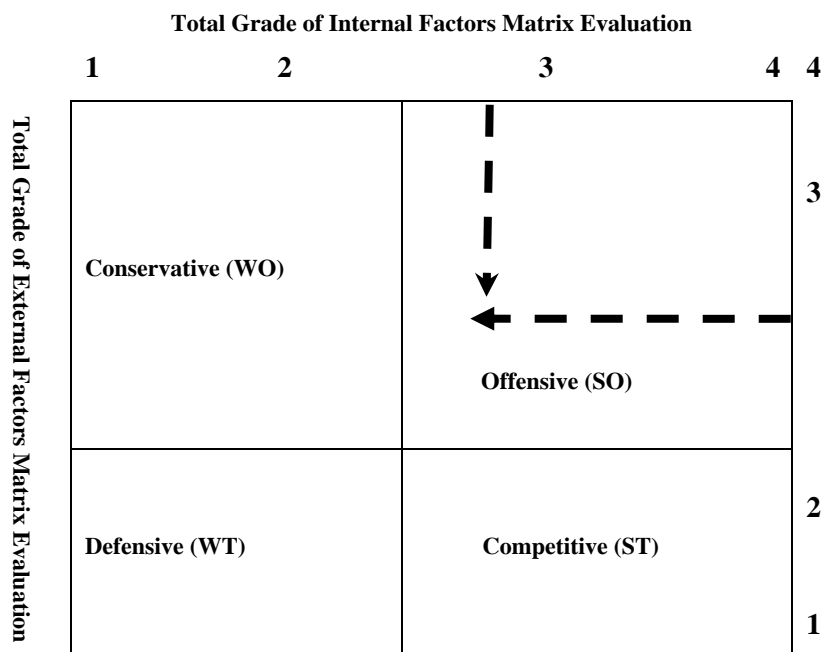 Total Grade of Internal Factors Matrix Evaluation
1 2 3 4 4
Total Grade of External Factors Matrix Evaluation
3
Conservative (WO)
Offensive (SO)
2
Defensive (WT) Competitive (ST)
1